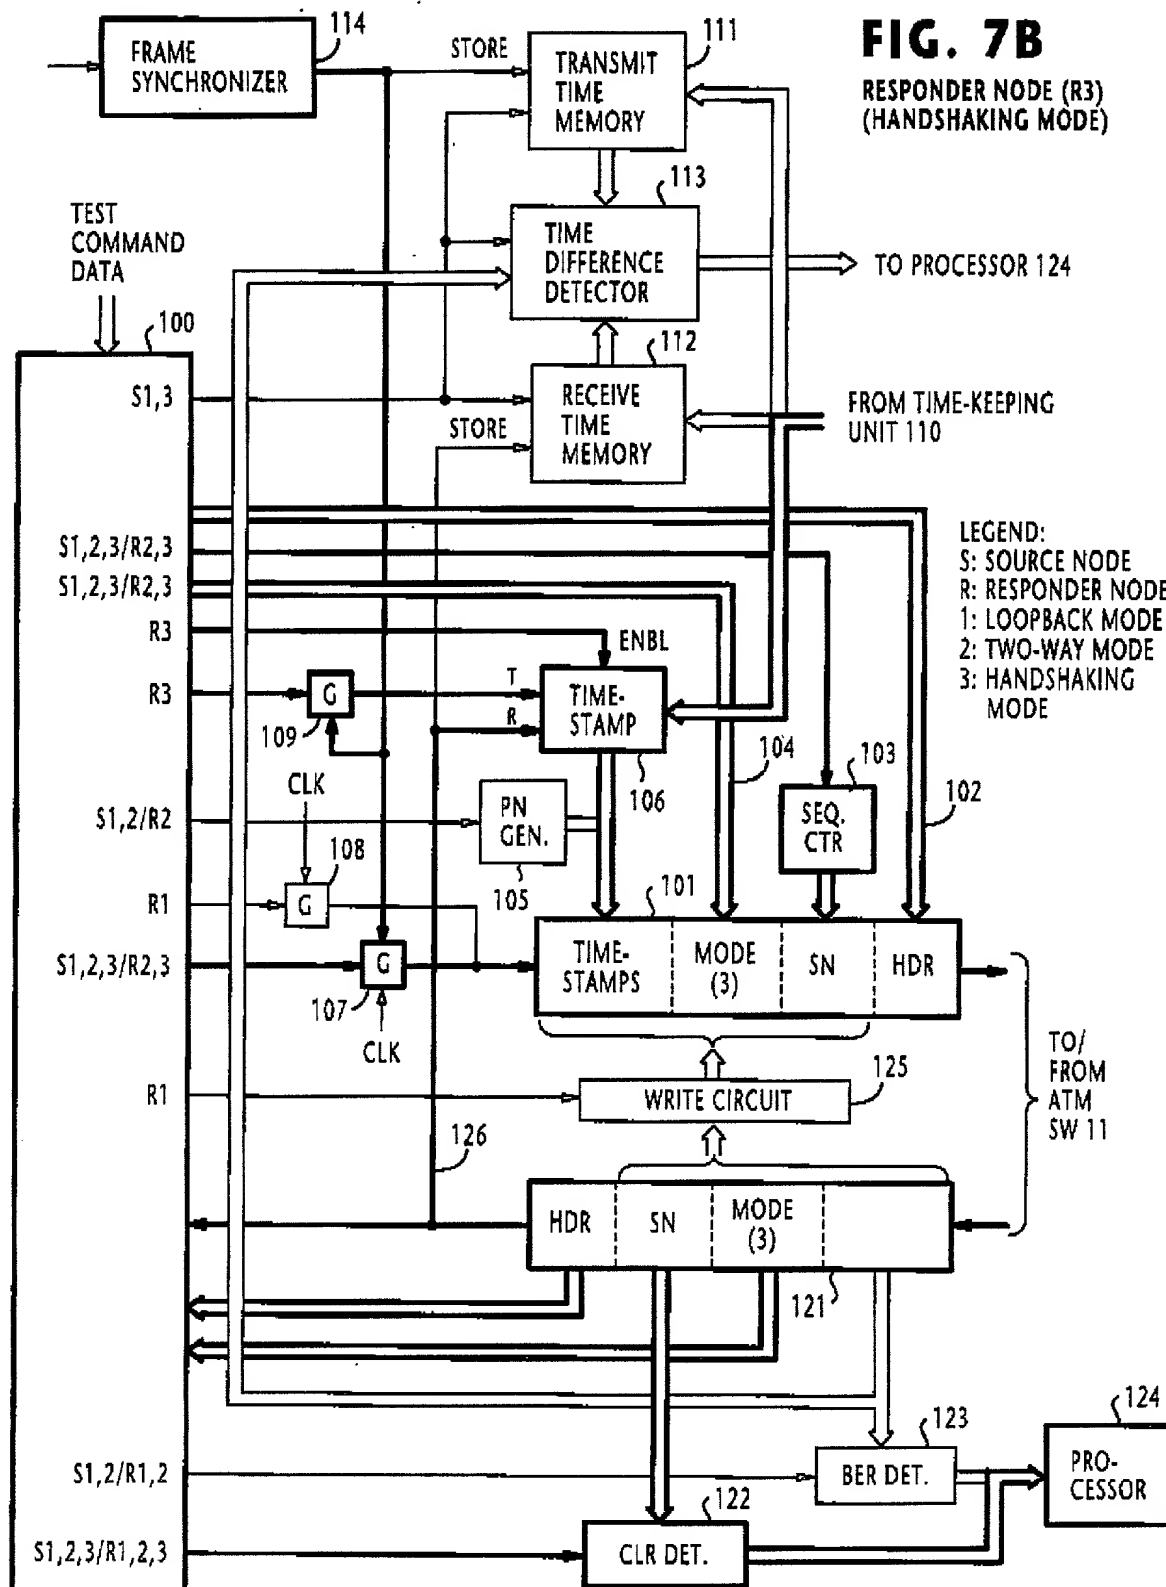 FIG. 7B
RESPONDER NODE (R3)
(HANDSHAKING MODE)
114
FRAME
SYNCHRONIZER
STORE
111
TRANSMIT
TIME
MEMORY
113
TIME
DIFFERENCE
DETECTOR
TO PROCESSOR 124
TEST
COMMAND
DATA
100
S1,3
112
RECEIVE
TIME
MEMORY
STORE
FROM TIME-KEEPING
UNIT 110
S1,2,3/R2,3
S1,2,3/R2,3
LEGEND:
S: SOURCE NODE
R: RESPONDER NODE
1: LOOPBACK MODE
2: TWO-WAY MODE
3: HANDSHAKING
MODE
R3
ENBL
R3
G
109
T
R
TIME-
STAMP
106
104
103
SEQ.
CTR
102
CLK
S1,2/R2
PN
GEN.
105
108
R1
G
101
S1,2,3/R2,3
G
107
CLK
TIME-
STAMPS
MODE
(3)
SN
HDR
TO/
FROM
ATM
SW 11
R1
WRITE CIRCUIT
125
126
HDR
SN
MODE
(3)
121
123
S1,2/R1,2
BER DET.
124
PRO-
CESSOR
122
S1,2,3/R1,2,3
CLR DET.